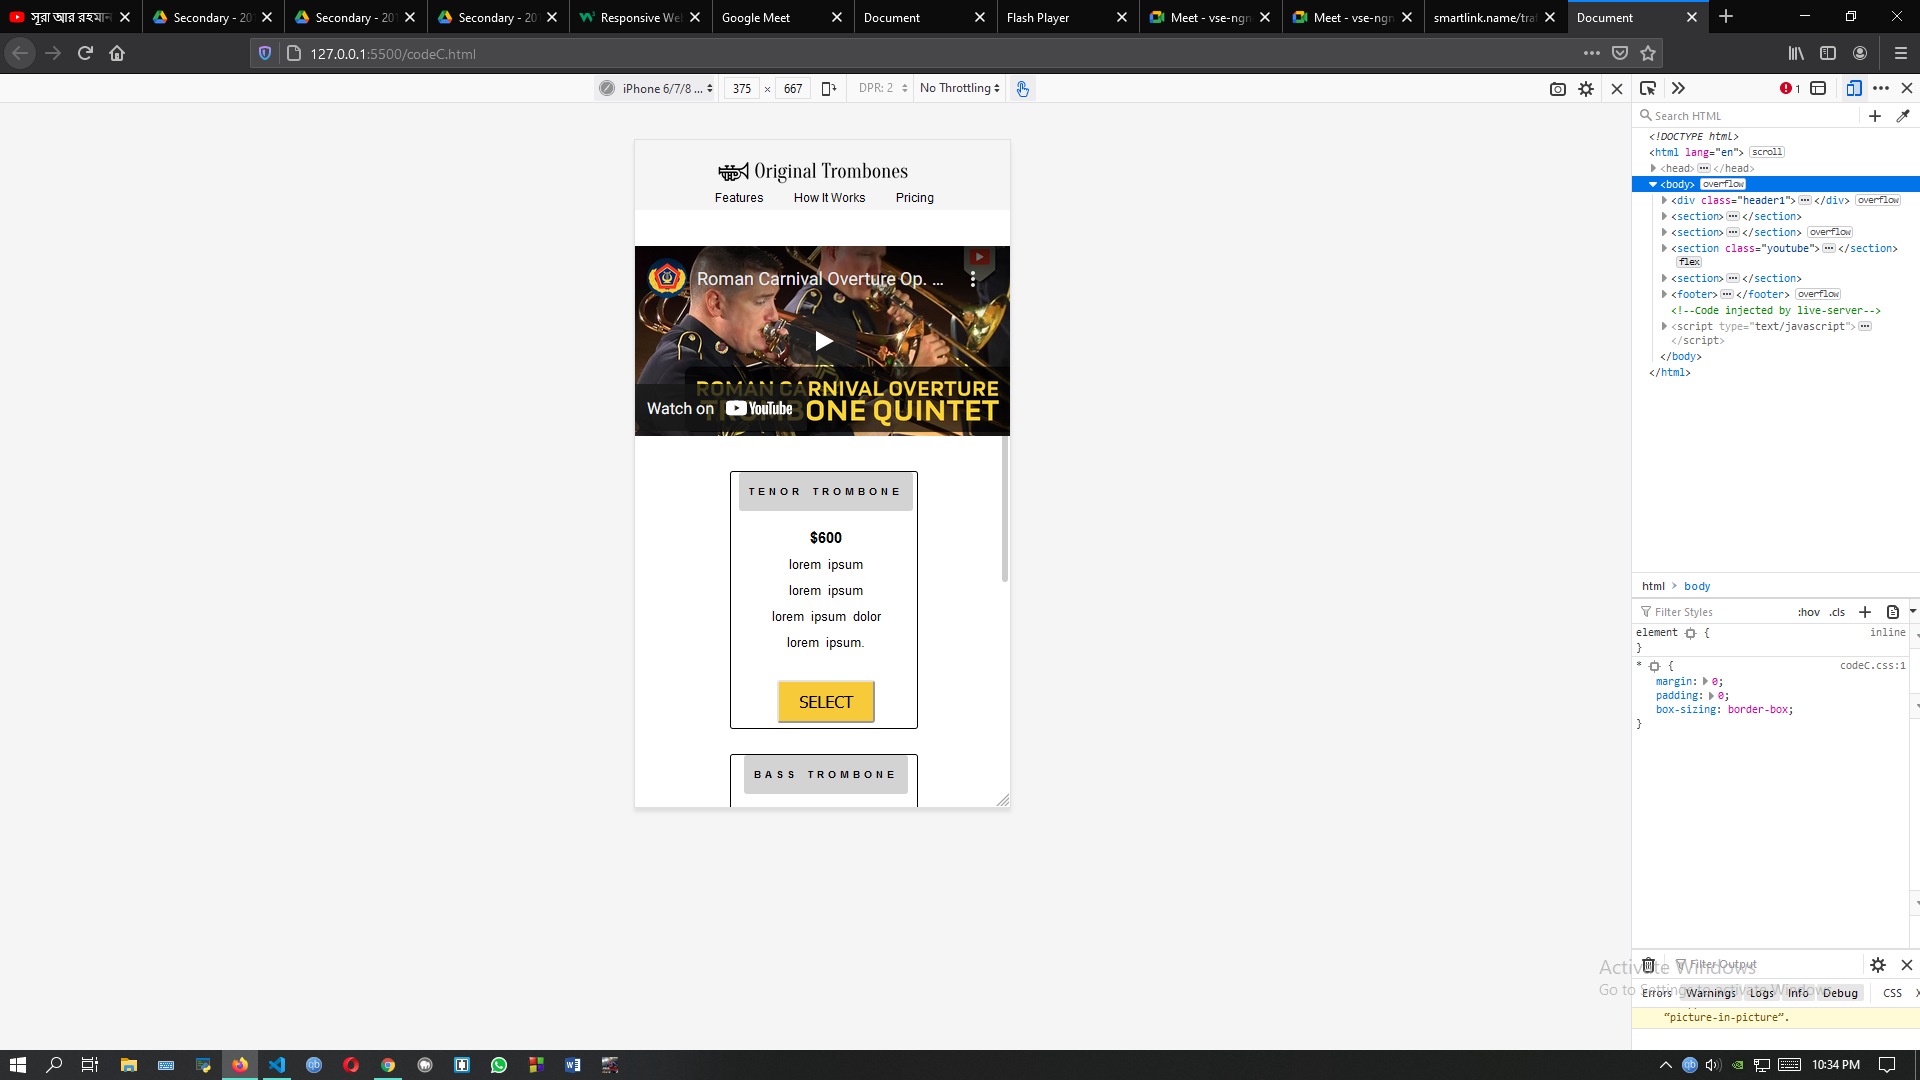 সূরা আর রহমান
Secondary - 20
Secondary - 20
Secondary - 20
Responsive We
Google Meet
Document
Flash Player
Meet - vse-ngn
Meet - vse-ngn
smartlink.name/tra
Document
127.0.0.1:5500/codeC.html
iPhone 6/7/8 ...
375 × 667
DPR: 2
No Throttling
1
Search HTML
<!DOCTYPE html>
<html lang="en"> scroll
<head> ••• </head>
<body> overflow
<div class="header1"> ••• </div> overflow
<section> ••• </section>
<section> ••• </section> overflow
<section class="youtube"> ••• </section>
flex
<section> ••• </section>
<footer> ••• </footer> overflow
<!--Code injected by live-server-->
<script type="text/javascript"> •••
</script>
</body>
</html>
Original Trombones
Features How It Works Pricing
Roman Carnival Overture Op. ...
ROMAN CARNIVAL OVERTURE
TROMBONE QUINTET
Watch on YouTube
TENOR TROMBONE
$600
lorem ipsum
lorem ipsum
lorem ipsum dolor
lorem ipsum.
SELECT
BASS TROMBONE
html > body
Filter Styles :hov .cls
element { inline
}
* { codeC.css:1
margin: 0;
padding: 0;
box-sizing: border-box;
}
Filter Output
Errors Warnings Logs Info Debug CSS
"picture-in-picture".
Activate Windows
Go to Settings to activate Windows.
10:34 PM